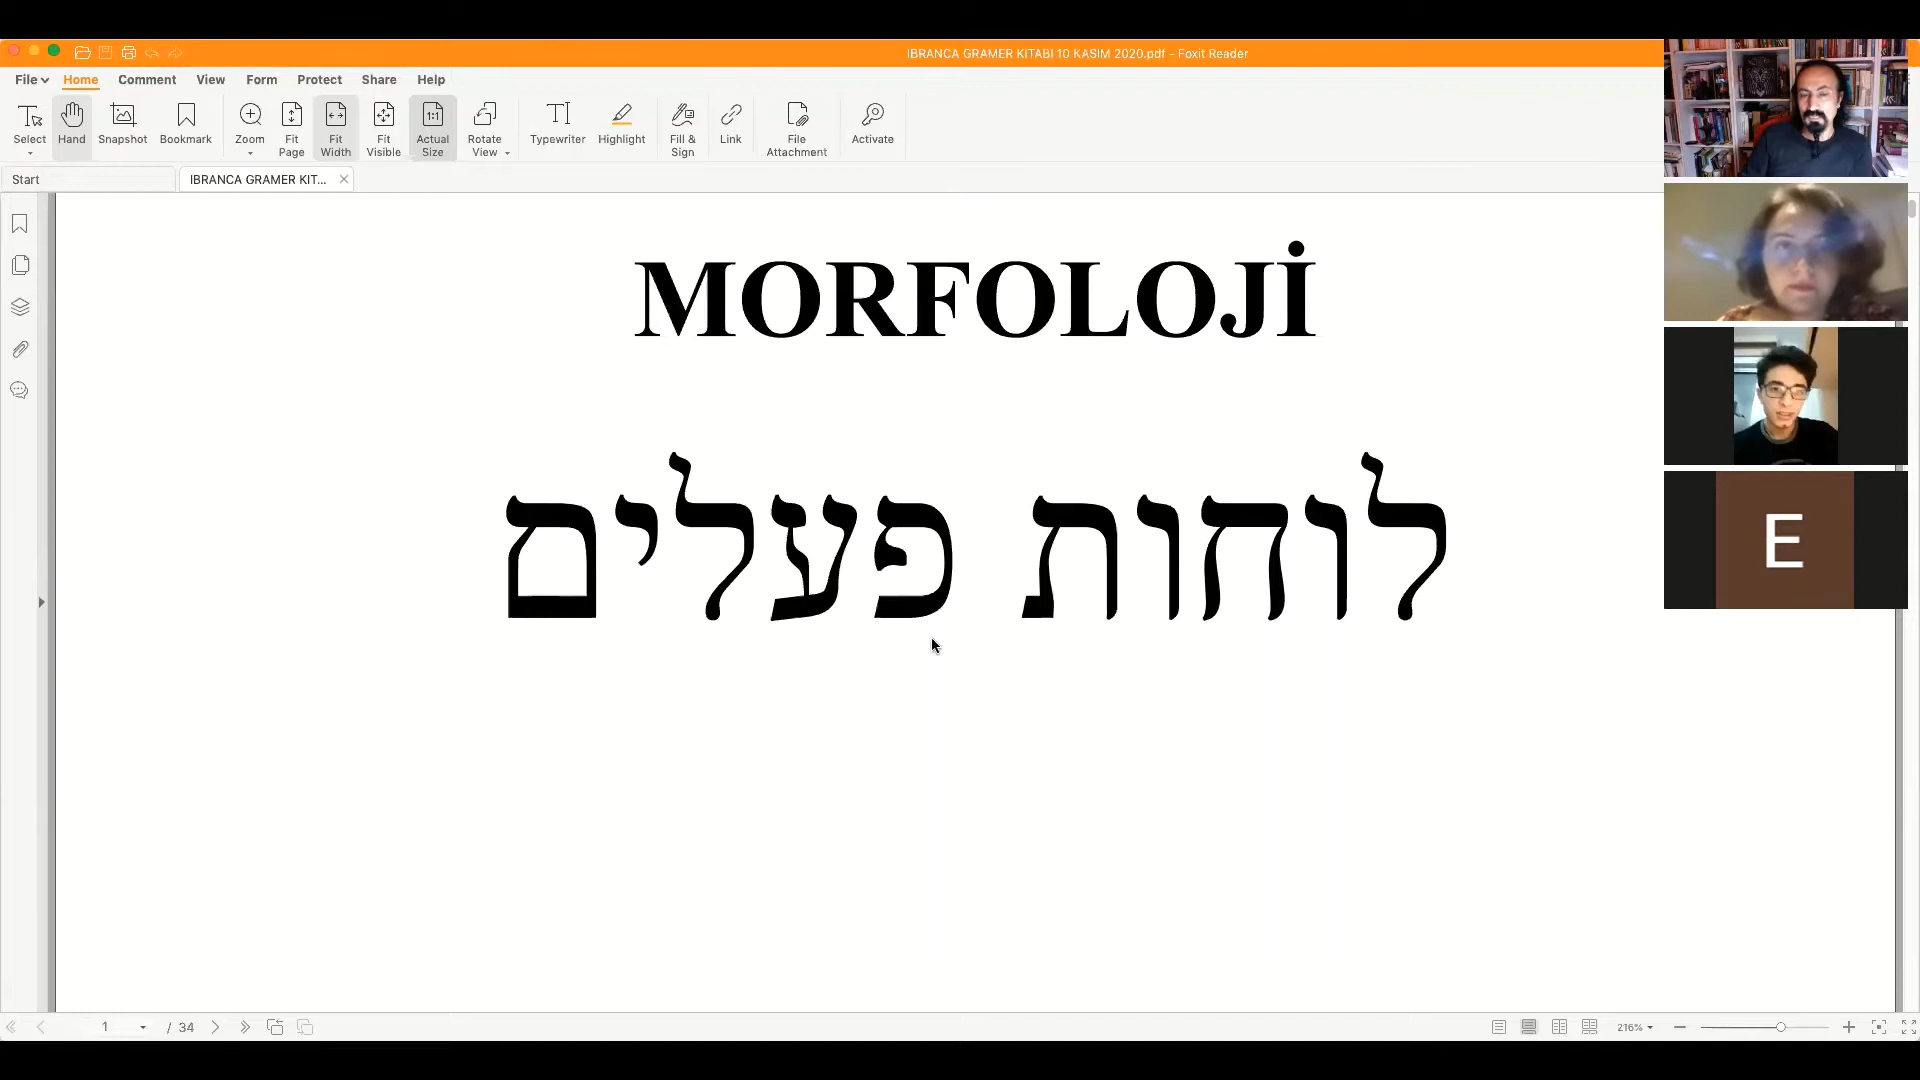 IBRANCA GRAMER KITABI 10 KASIM 2020.pdf - Foxit Reader
File Home Comment View Form Protect Share Help
Select Hand Snapshot Bookmark Zoom Fit Page Fit Width Fit Visible Actual Size Rotate View Typewriter Highlight Fill & Sign Link File Attachment Activate
Start IBRANCA GRAMER KIT...
MORFOLOJİ
לוחות פעלים
E
1 / 34 216%